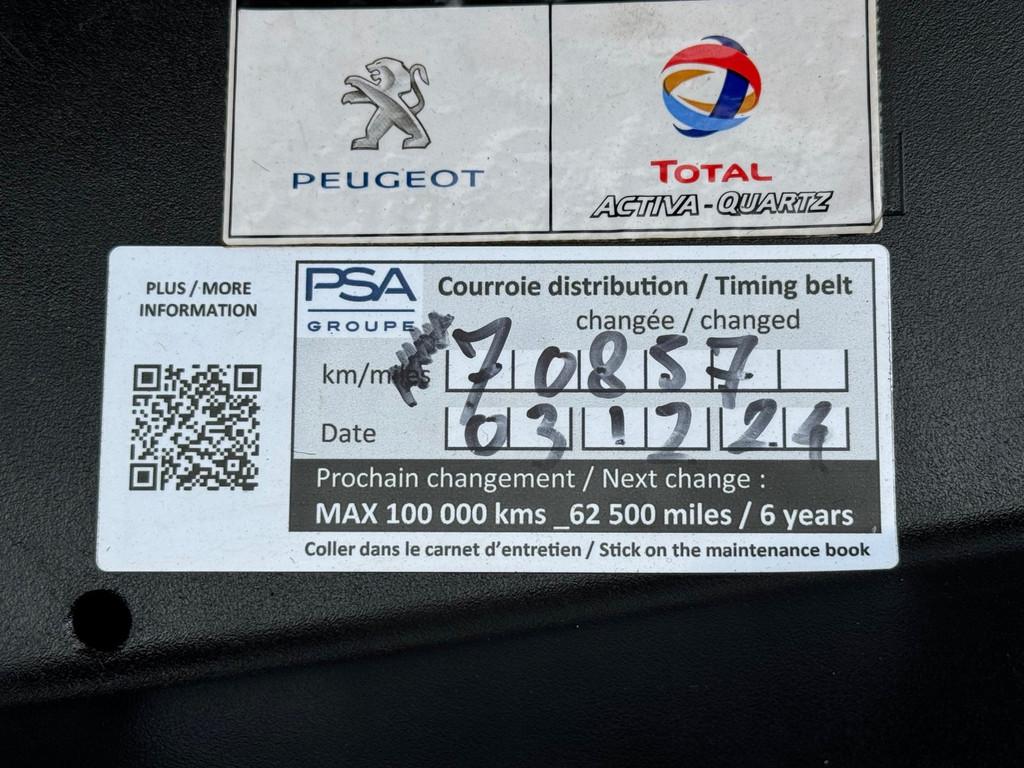 PEUGEOT
TOTAL
ACTIVA-QUARTZ
PLUS / MORE
INFORMATION
PSA
GROUPE
Courroie distribution / Timing belt
changée / changed
km/miles 70857
Date 03 12 24
Prochain changement / Next change :
MAX 100 000 kms _62 500 miles / 6 years
Coller dans le carnet d'entretien / Stick on the maintenance book